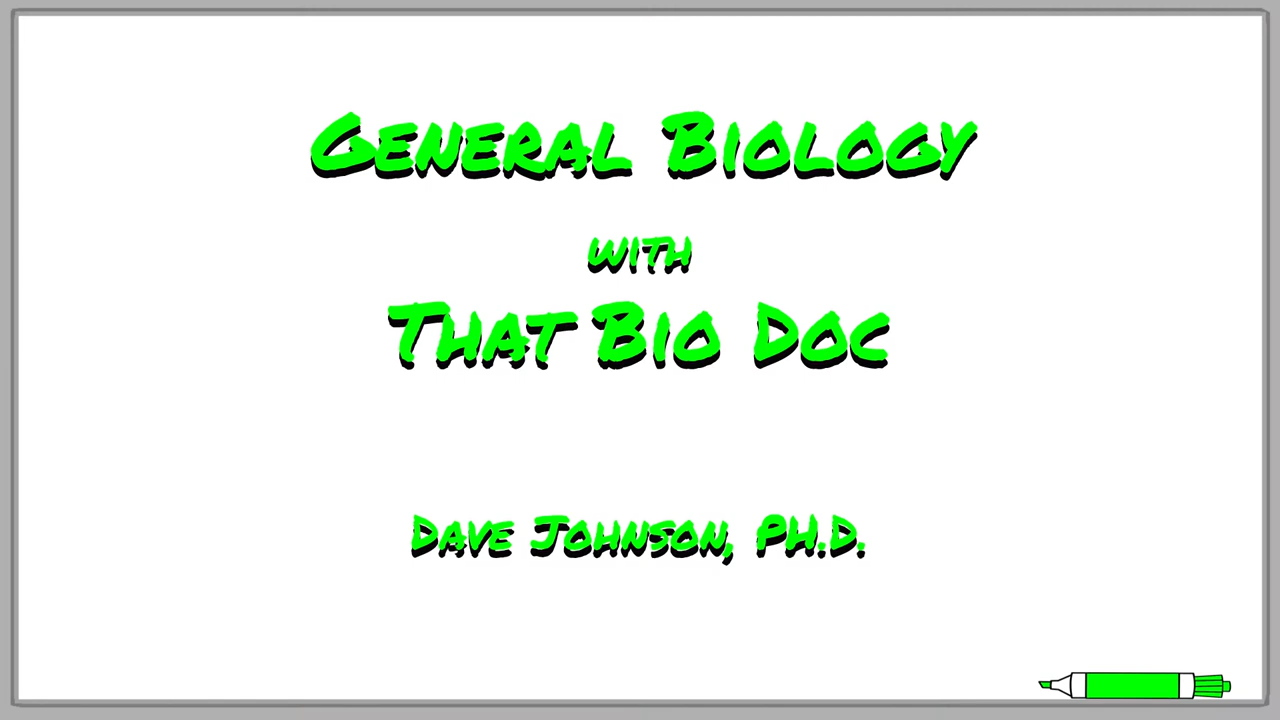 General Biology
with
That Bio Doc
Dave Johnson, PH.D.